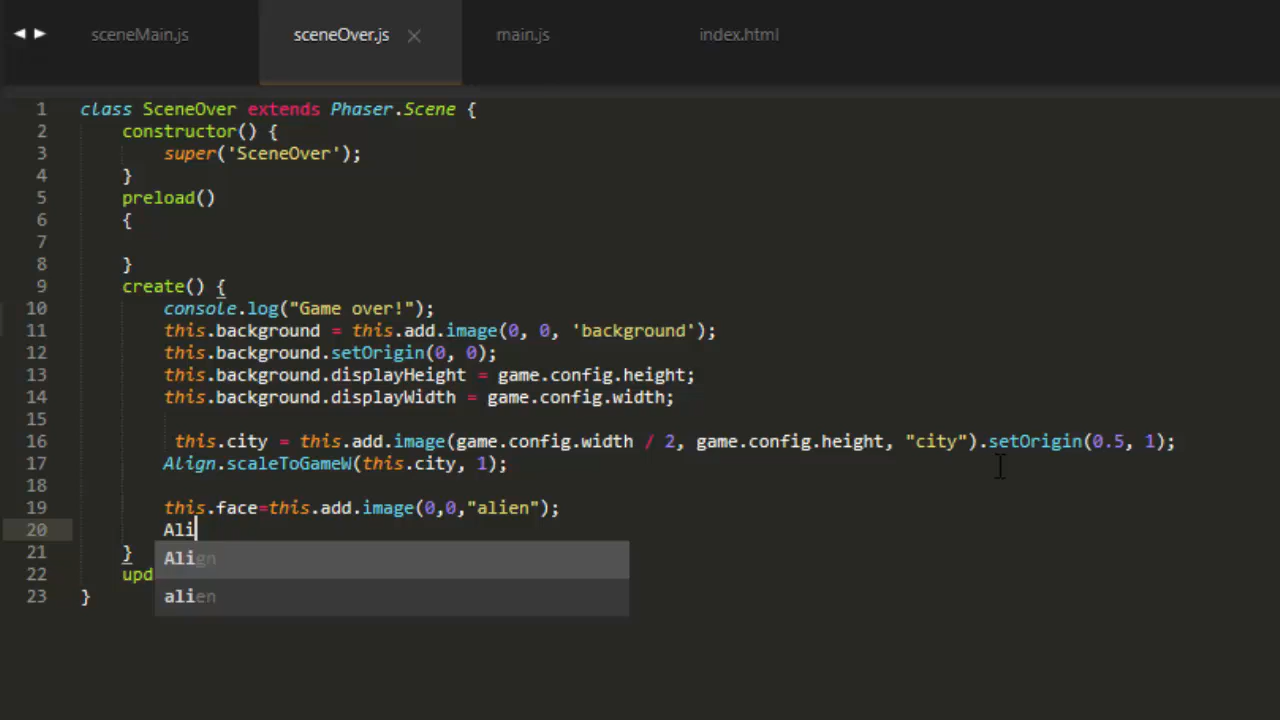 sceneMain.js sceneOver.js main.js index.html
1 class SceneOver extends Phaser.Scene {
2 constructor() {
3 super('SceneOver');
4 }
5 preload()
6 {
7
8 }
9 create() {
10 console.log("Game over!");
11 this.background = this.add.image(0, 0, 'background');
12 this.background.setOrigin(0, 0);
13 this.background.displayHeight = game.config.height;
14 this.background.displayWidth = game.config.width;
15
16 this.city = this.add.image(game.config.width / 2, game.config.height, "city").setOrigin(0.5, 1);
17 Align.scaleToGameW(this.city, 1);
18
19 this.face=this.add.image(0,0,"alien");
20 Ali
21 }
Align
22 upd
alien
23 }